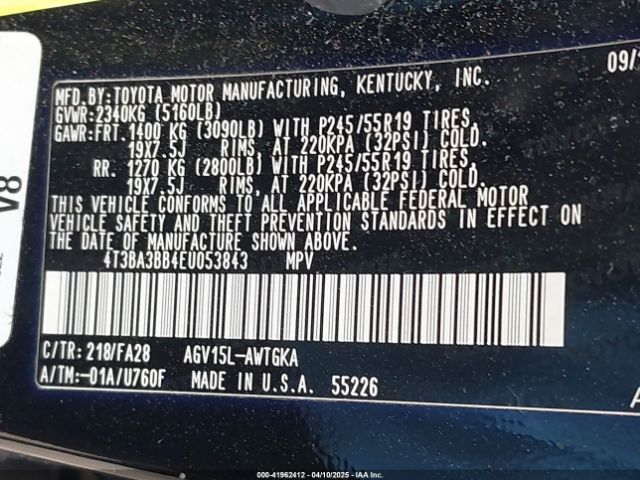 09/1
MFD.BY:TOYOTA MOTOR MANUFACTURING, KENTUCKY, INC.
GVWR:2340KG (5160LB)
GAWR:FRT. 1400 KG (3090LB) WITH P245/55R19 TIRES.
19X7.5J RIMS, AT 220KPA (32PSI) COLD.
RR. 1270 KG (2800LB) WITH P245/55R19 TIRES,
19X7.5J RIMS, AT 220KPA (32PSI) COLD.
THIS VEHICLE CONFORMS TO ALL APPLICABLE FEDERAL MOTOR
VEHICLE SAFETY AND THEFT PREVENTION STANDARDS IN EFFECT ON
THE DATE OF MANUFACTURE SHOWN ABOVE.
4T3BA3BB4EU053843 MPV
C/TR:218/FA28 AGV15L-AWTGKA
A/TM:-01A/U760F MADE IN U.S.A. 55226
A
V8
000-41962412 - 04/10/2025 - IAA Inc.